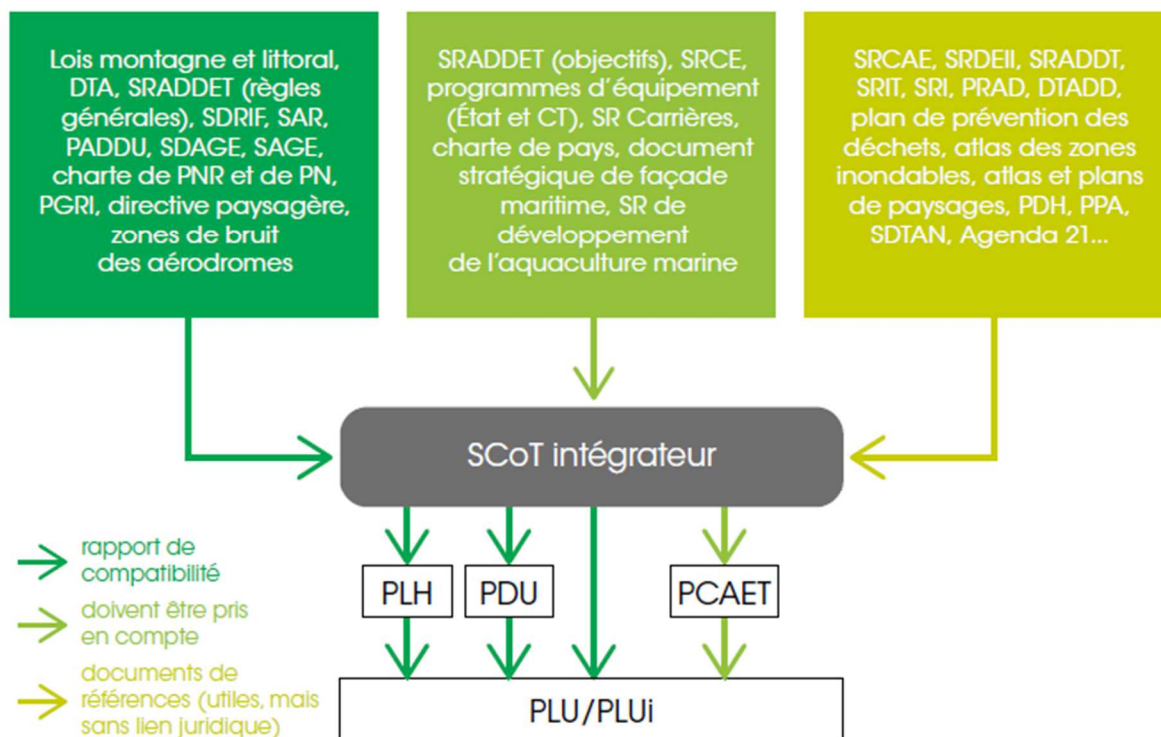 Lois montagne et littoral,
DTA, SRADDET (règles
générales), SDRIF, SAR,
PADDU, SDAGE, SAGE,
charte de PNR et de PN,
PGRI, directive paysagère,
zones de bruit
des aérodromes
SRADDET (objectifs), SRCE,
programmes d'équipement
(État et CT), SR Carrières,
charte de pays, document
stratégique de façade
maritime, SR de
développement
de l'aquaculture marine
SRCAE, SRDEII, SRADDT,
SRIT, SRI, PRAD, DTADD,
plan de prévention des
déchets, atlas des zones
inondables, atlas et plans
de paysages, PDH, PPA,
SDTAN, Agenda 21...
SCoT intégrateur
rapport de
compatibilité
doivent être pris
en compte
documents de
références (utiles, mais
sans lien juridique)
PLH
PDU
PCAET
PLU/PLUi